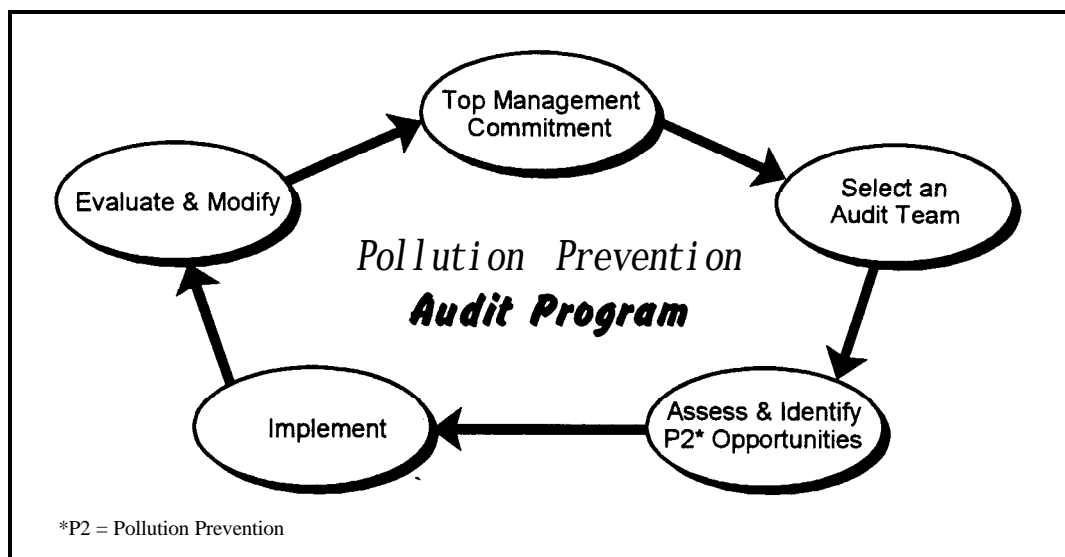 Top Management
Commitment
Select an
Audit Team
Assess & Identify
P2* Opportunities
Implement
Evaluate & Modify
Pollution Prevention
Audit Program
*P2 = Pollution Prevention